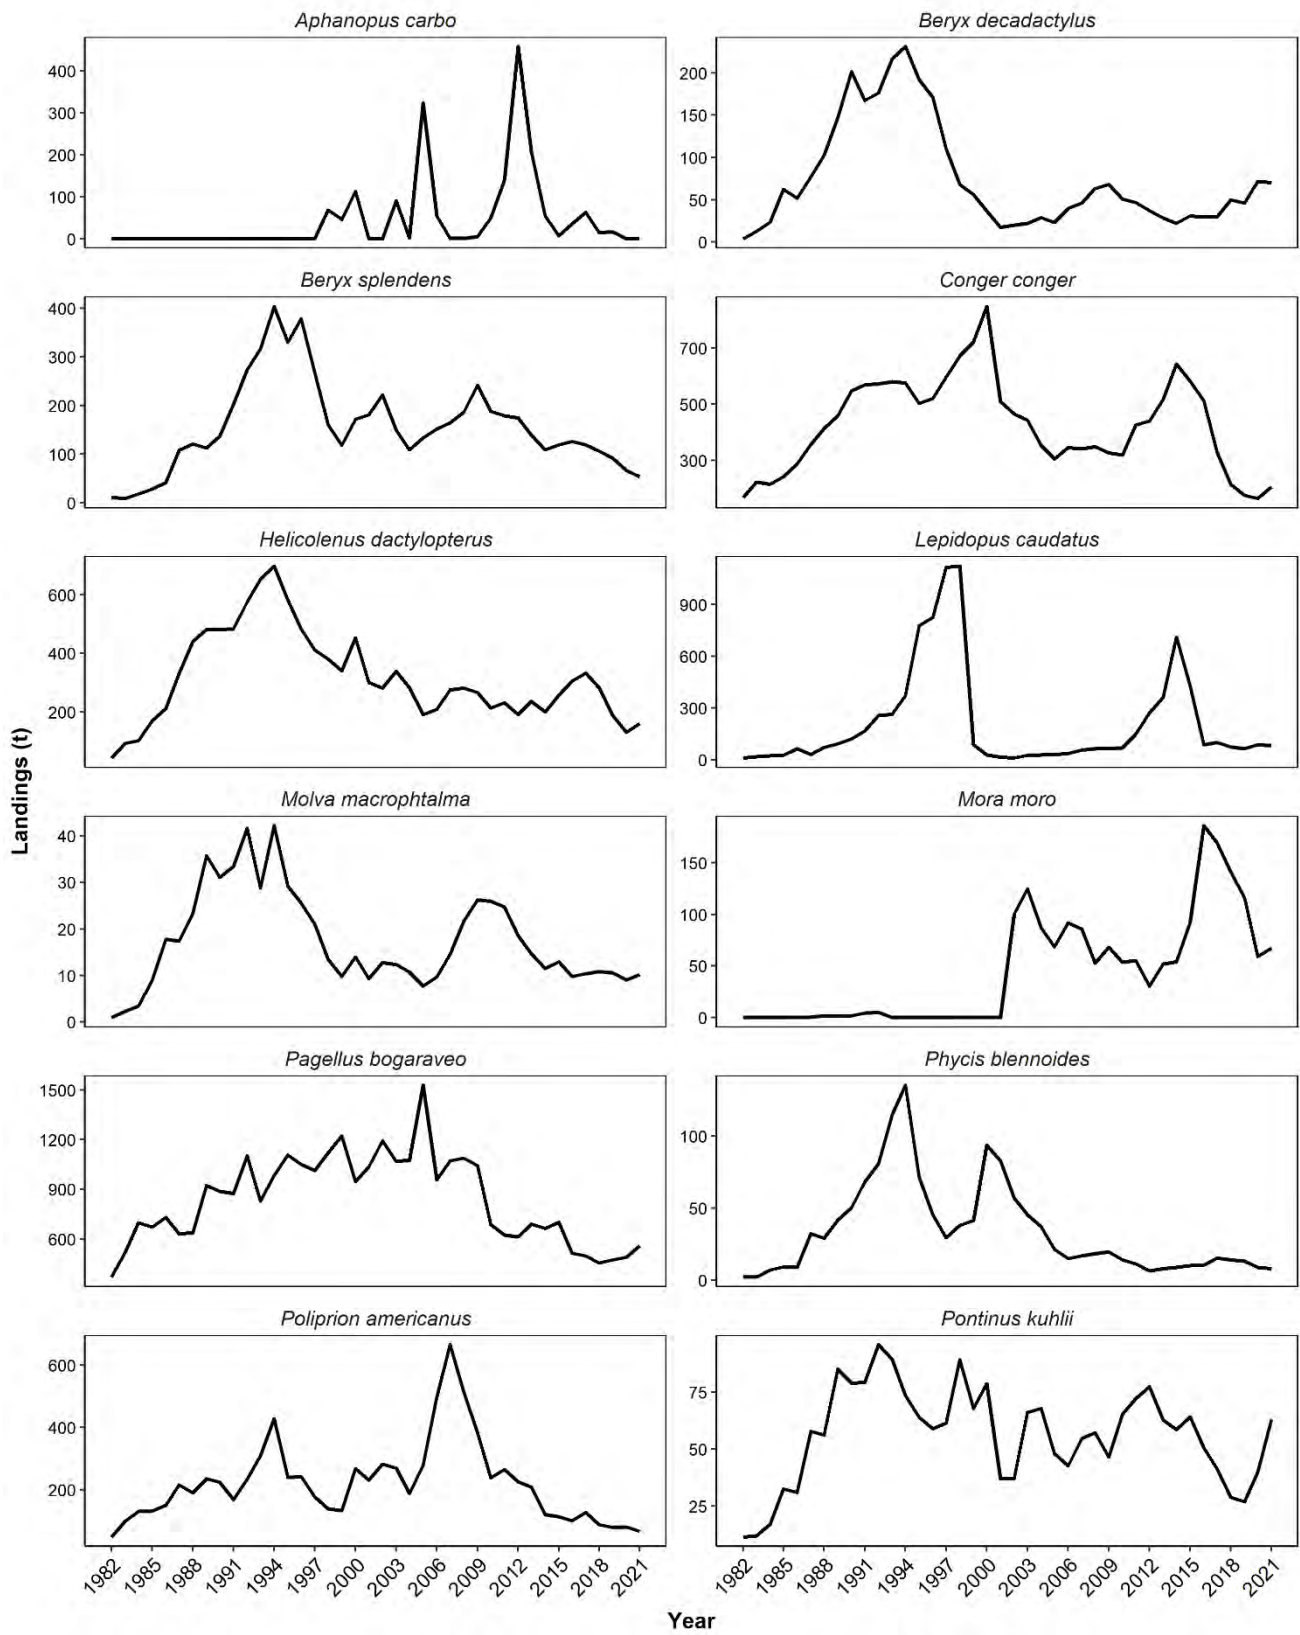 Aphanopus carbo
Beryx decadactylus
400
300
200
100
0
200
150
100
50
0
Beryx splendens
Conger conger
400
300
200
100
0
700
500
300
Helicolenus dactylopterus
Lepidopus caudatus
600
400
200
900
600
300
0
Molva macrophtalma
Mora moro
40
30
20
10
0
150
100
50
0
Pagellus bogaraveo
Phycis blennoides
1500
1200
900
600
100
50
0
Poliprion americanus
Pontinus kuhlii
600
400
200
75
50
25
Landings (t)
1982 1985 1988 1991 1994 1997 2000 2003 2006 2009 2012 2015 2018 2021
1982 1985 1988 1991 1994 1997 2000 2003 2006 2009 2012 2015 2018 2021
Year